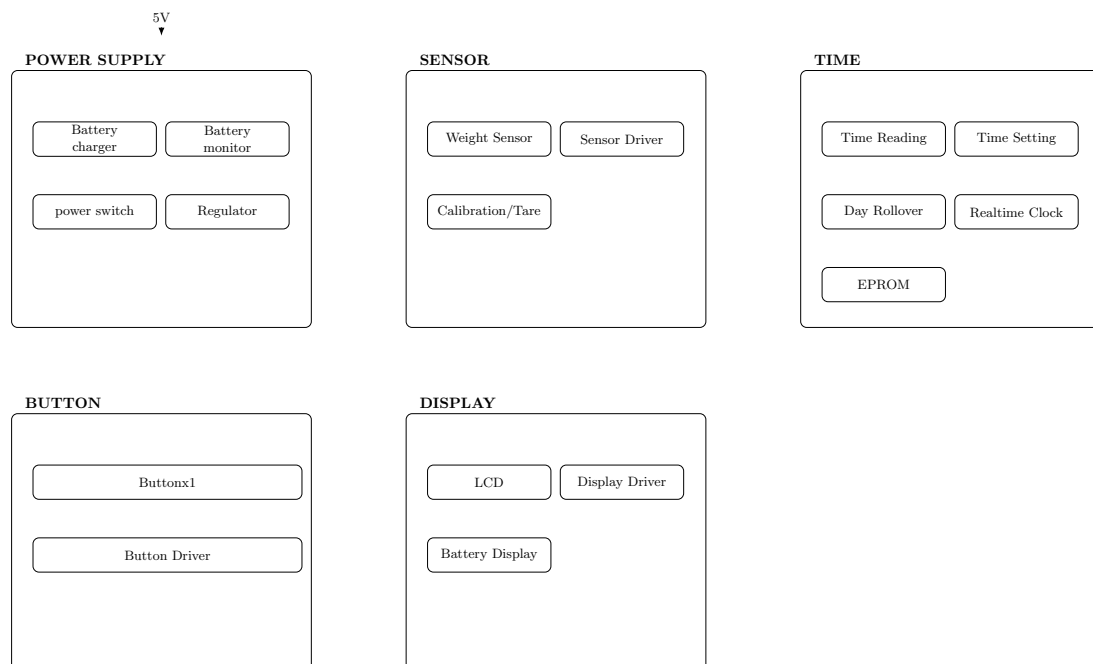 5V
POWER SUPPLY
Battery
charger
Battery
monitor
power switch
Regulator
SENSOR
Weight Sensor
Sensor Driver
Calibration/Tare
TIME
Time Reading
Time Setting
Day Rollover
Realtime Clock
EPROM
BUTTON
Buttonx1
Button Driver
DISPLAY
LCD
Display Driver
Battery Display